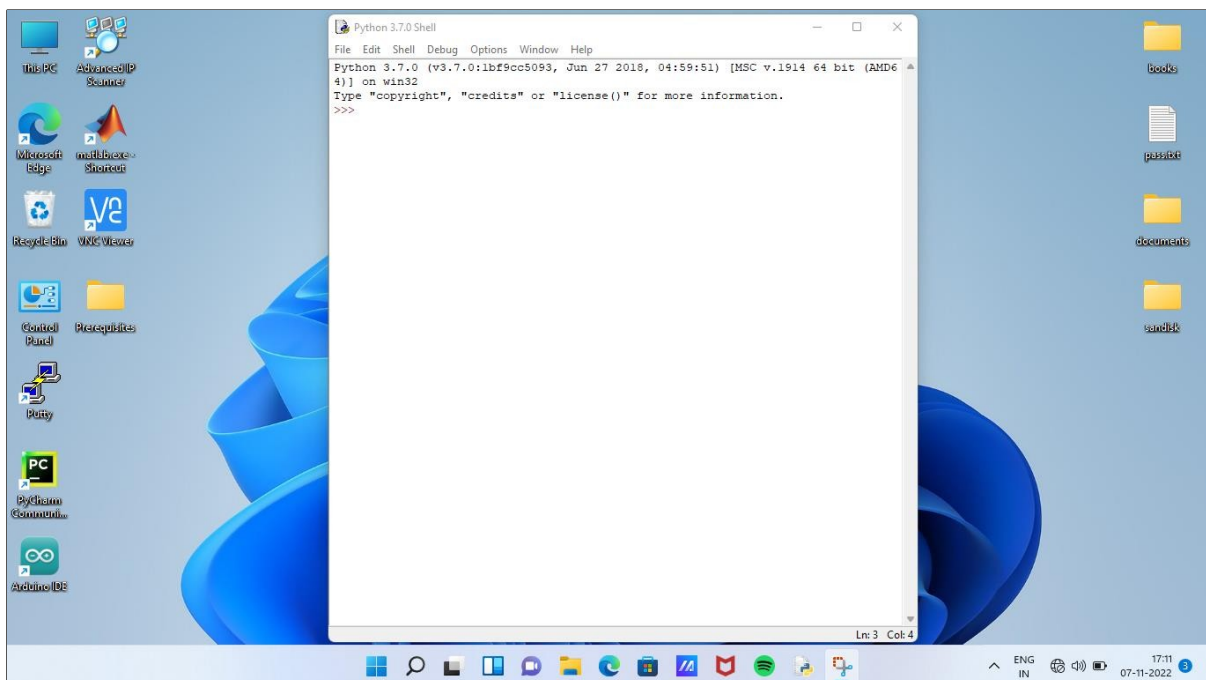 Python 3.7.0 Shell
File Edit Shell Debug Options Window Help
Python 3.7.0 (v3.7.0:1bf9cc5093, Jun 27 2018, 04:59:51) [MSC v.1914 64 bit (AMD6
4)] on win32
Type "copyright", "credits" or "license()" for more information.
>>>
Ln: 3 Col: 4
This PC
Advanced IP
Scanner
Microsoft
Edge
matlab.exe -
Shortcut
Recycle Bin
VNC Viewer
Control
Panel
Prerequisites
Putty
PC
PyCharm
Communi...
Arduino IDE
books
pass.txt
documents
sandisk
ENG
IN
17:11
07-11-2022
3